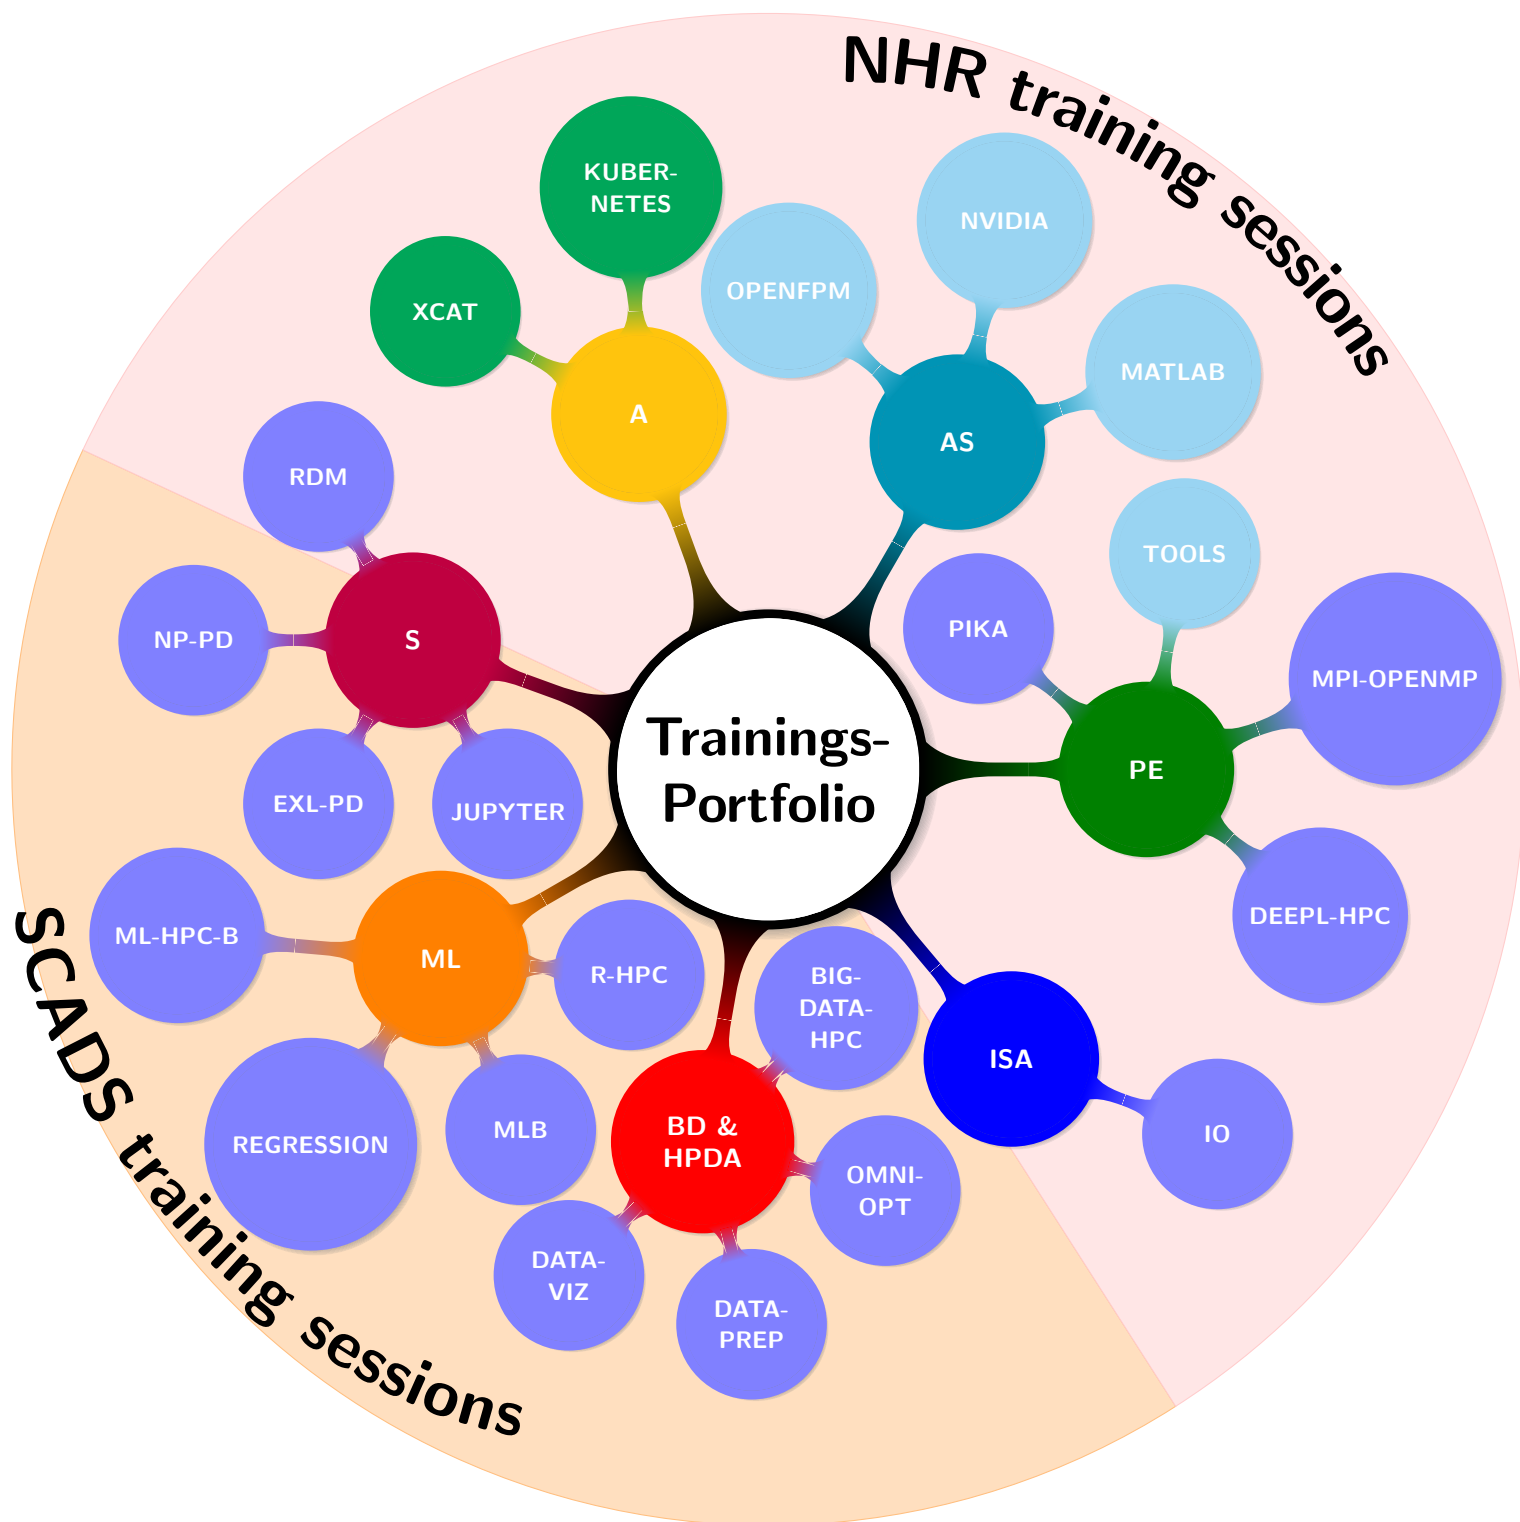 NHR training sessions
KUBER-
NETES
NVIDIA
OPENFPM
XCAT
MATLAB
A
AS
RDM
TOOLS
PIKA
NP-PD
S
MPI-OPENMP
Trainings-
Portfolio
PE
EXL-PD
JUPYTER
DEEPL-HPC
SCADS training sessions
ML-HPC-B
ML
R-HPC
BIG-
DATA-
HPC
ISA
REGRESSION
MLB
BD &
HPDA
IO
OMNI-
OPT
DATA-
VIZ
DATA-
PREP